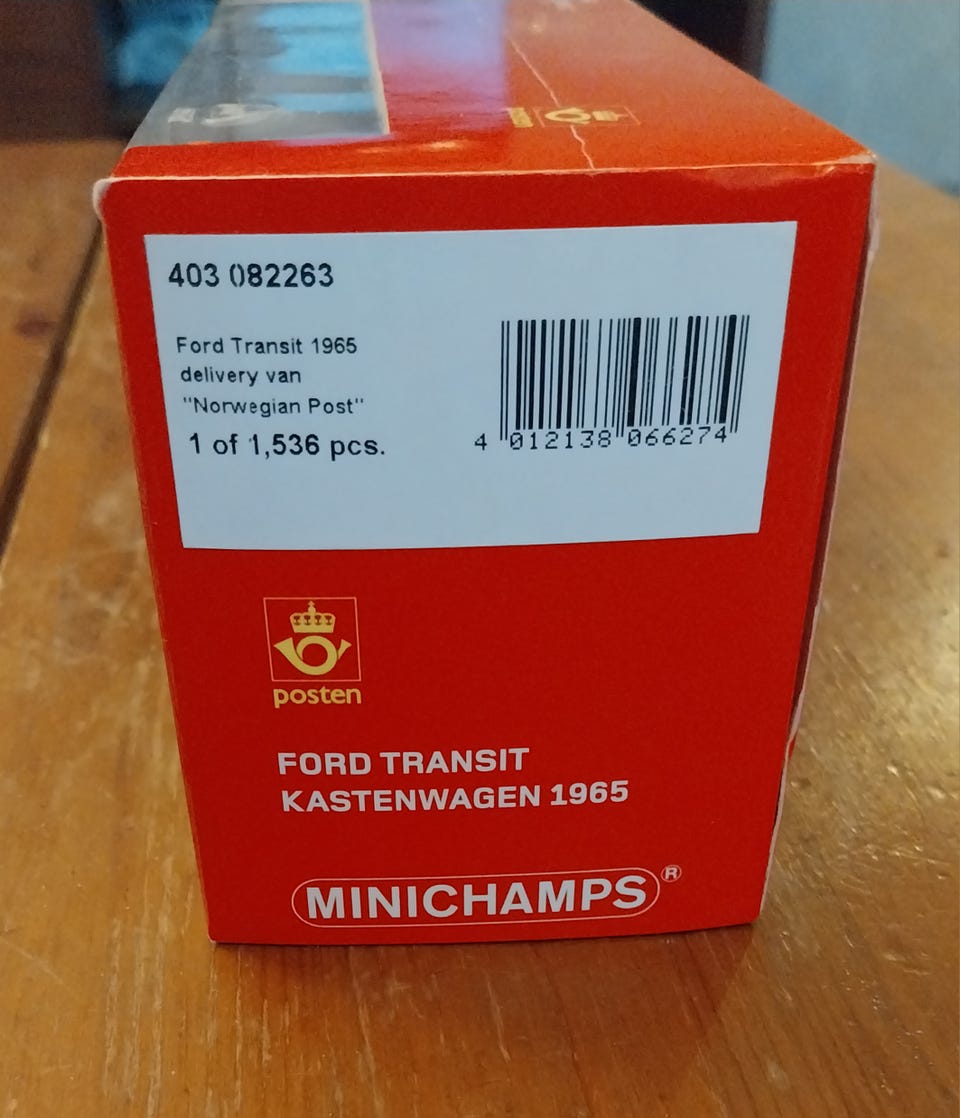 403 082263
Ford Transit 1965
delivery van
"Norwegian Post"
1 of 1,536 pcs.
4 012138 066274
posten
FORD TRANSIT
KASTENWAGEN 1965
MINICHAMPS®